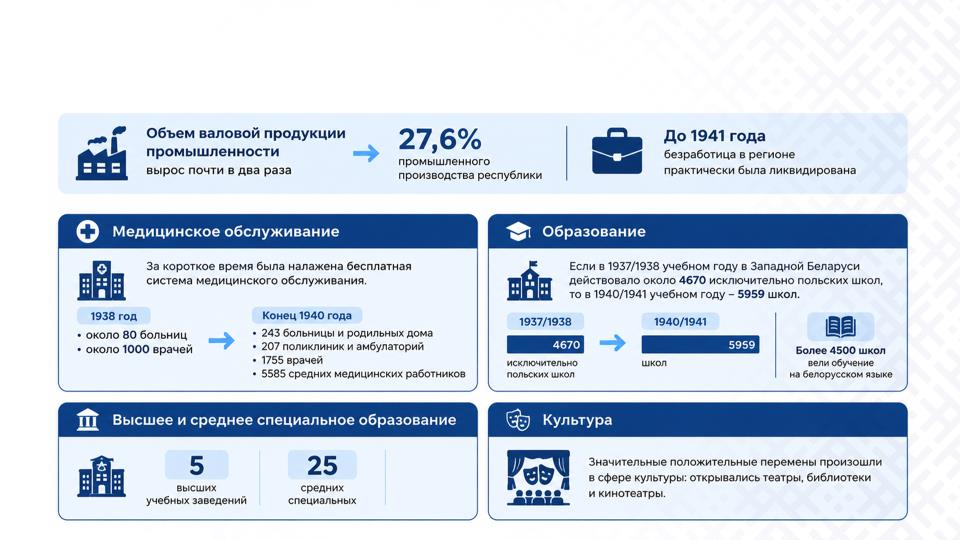 Объем валовой продукции
промышленности
вырос почти в два раза
27,6%
промышленного
производства республики
До 1941 года
безработица в регионе
практически была ликвидирована
Медицинское обслуживание
За короткое время была налажена бесплатная
система медицинского обслуживания.
1938 год
• около 80 больниц
• около 1000 врачей
Конец 1940 года
• 243 больницы и родильных дома
• 207 поликлиник и амбулаторий
• 1755 врачей
• 5585 средних медицинских работников
Образование
Если в 1937/1938 учебном году в Западной Беларуси
действовало около 4670 исключительно польских школ,
то в 1940/1941 учебном году – 5959 школ.
1937/1938
4670
исключительно
польских школ
1940/1941
5959
школ
Более 4500 школ
вели обучение
на белорусском языке
Высшее и среднее специальное образование
5
высших
учебных заведений
25
средних
специальных
Культура
Значительные положительные перемены произошли
в сфере культуры: открывались театры, библиотеки
и кинотеатры.